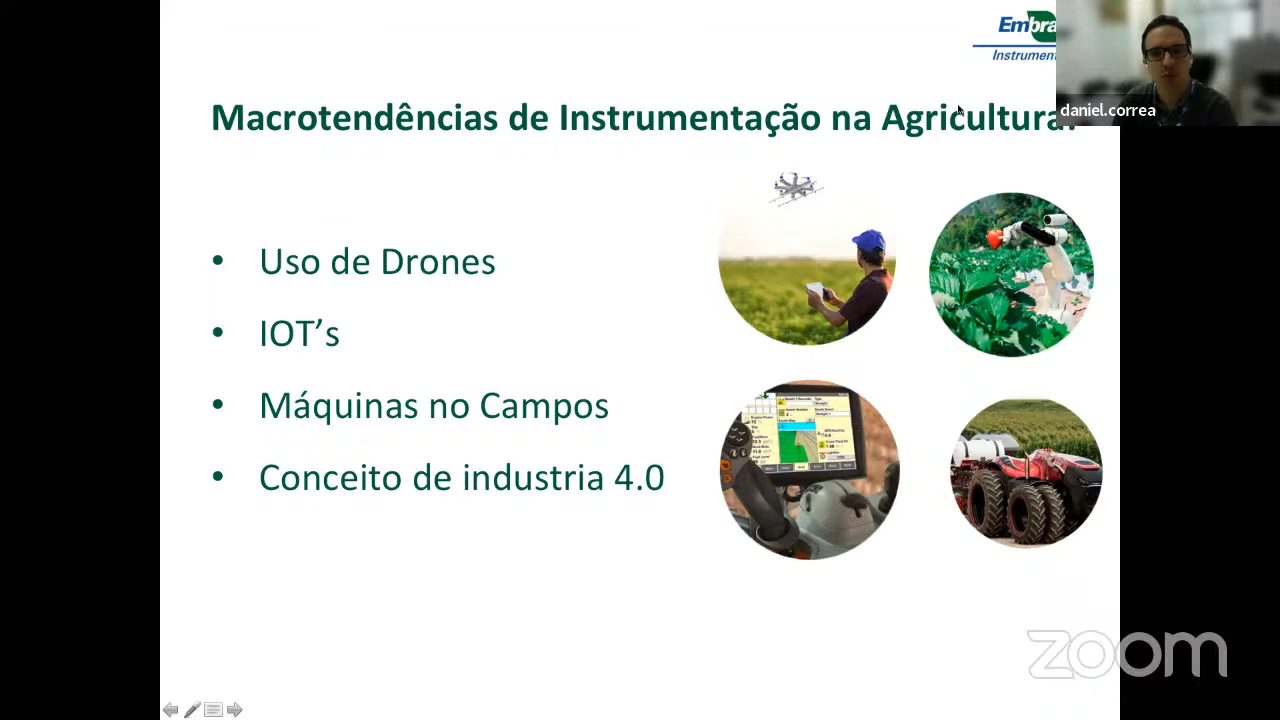 Embra
Instrument
daniel.correa
Macrotendências de Instrumentação na Agricultura.
• Uso de Drones
• IOT’s
• Máquinas no Campos
• Conceito de industria 4.0
zoom